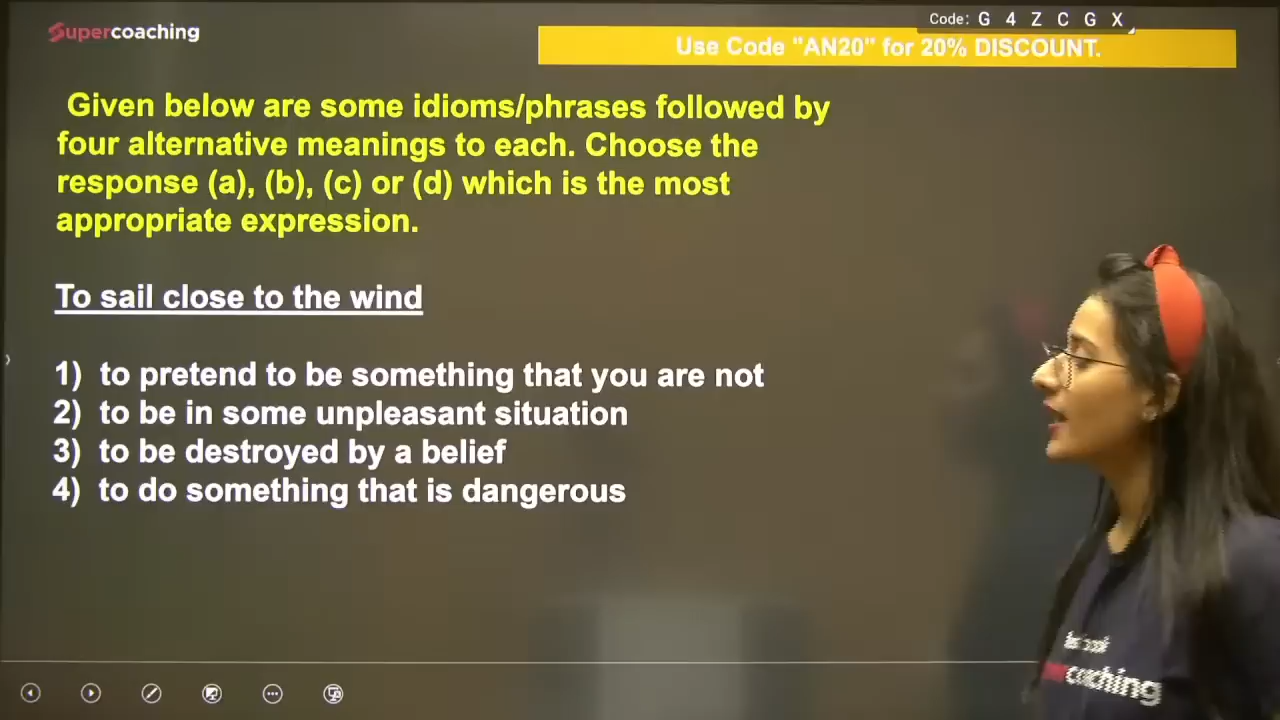 Supercoaching
Code: G 4 Z C G X
Use Code "AN20" for 20% DISCOUNT.
Given below are some idioms/phrases followed by
four alternative meanings to each. Choose the
response (a), (b), (c) or (d) which is the most
appropriate expression.
To sail close to the wind
1) to pretend to be something that you are not
2) to be in some unpleasant situation
3) to be destroyed by a belief
4) to do something that is dangerous
coaching